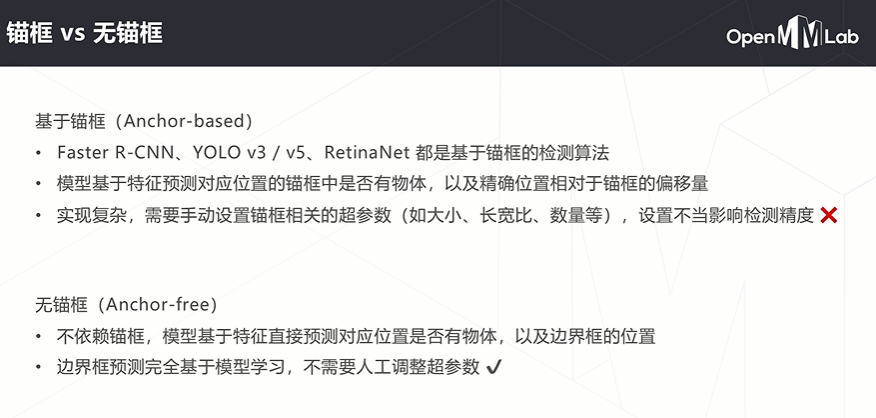 锚框 vs 无锚框
OpenMMLab
基于锚框（Anchor-based）
• Faster R-CNN、YOLO v3 / v5、RetinaNet 都是基于锚框的检测算法
• 模型基于特征预测对应位置的锚框中是否有物体，以及精确位置相对于锚框的偏移量
• 实现复杂，需要手动设置锚框相关的超参数（如大小、长宽比、数量等），设置不当影响检测精度 ❌
无锚框（Anchor-free）
• 不依赖锚框，模型基于特征直接预测对应位置是否有物体，以及边界框的位置
• 边界框预测完全基于模型学习，不需要人工调整超参数 ✔